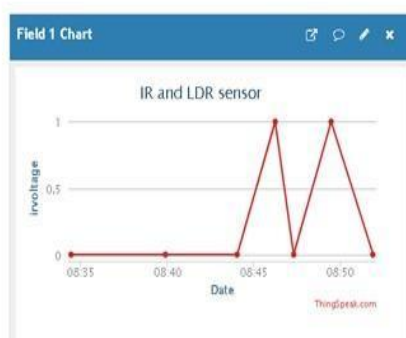 Field 1 Chart
IR and LDR sensor
irvoltage
1
0.5
0
08:35 08:40 08:45 08:50
Date
ThingSpeak.com